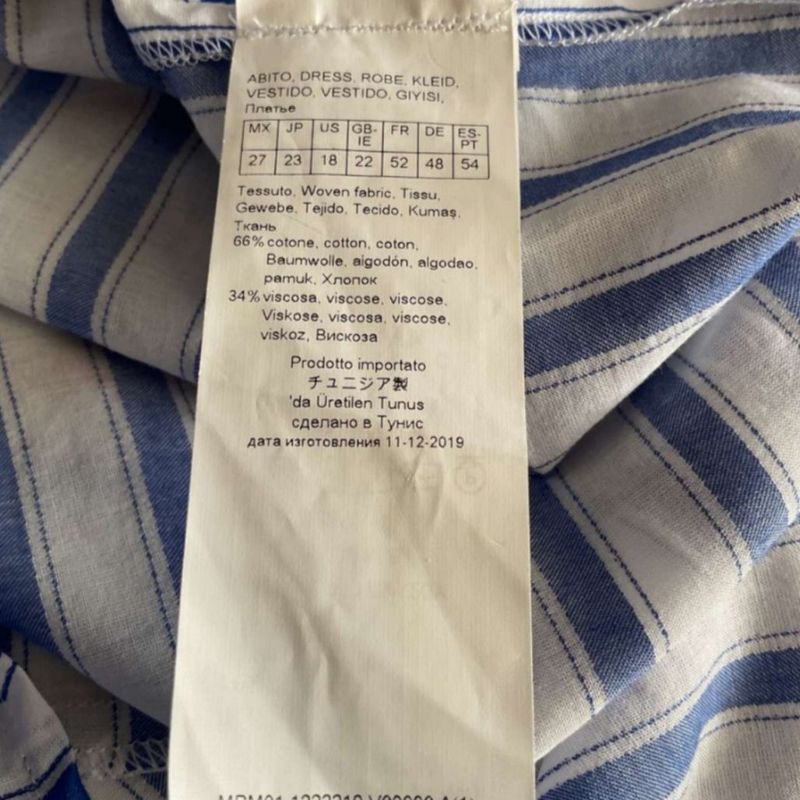 ABITO, DRESS, ROBE, KLEID,
VESTIDO, VESTIDO, GIYISI,
Платье
MX JP US GB-IE FR DE ES-PT
27 23 18 22 52 48 54
Tessuto, Woven fabric, Tissu,
Gewebe, Tejido, Tecido, Kumaş,
Ткань
66% cotone, cotton, coton,
Baumwolle, algodón, algodao,
pamuk, Хлопок
34% viscosa, viscose, viscose,
Viskose, viscosa, viscose,
viskoz, Вискоза
Prodotto importato
チュニジア製
'da Üretilen Tunus
сделано в Тунис
дата изготовления 11-12-2019